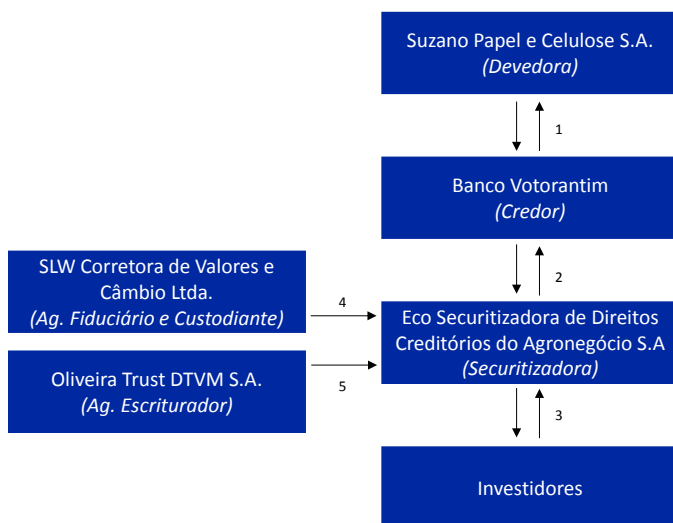 Suzano Papel e Celulose S.A.
(Devedora)
1
Banco Votorantim
(Credor)
2
SLW Corretora de Valores e
Câmbio Ltda.
(Ag. Fiduciário e Custodiante)
4
Eco Securitizadora de Direitos
Creditórios do Agronegócio S.A
(Securitizadora)
Oliveira Trust DTVM S.A.
(Ag. Escriturador)
5
3
Investidores